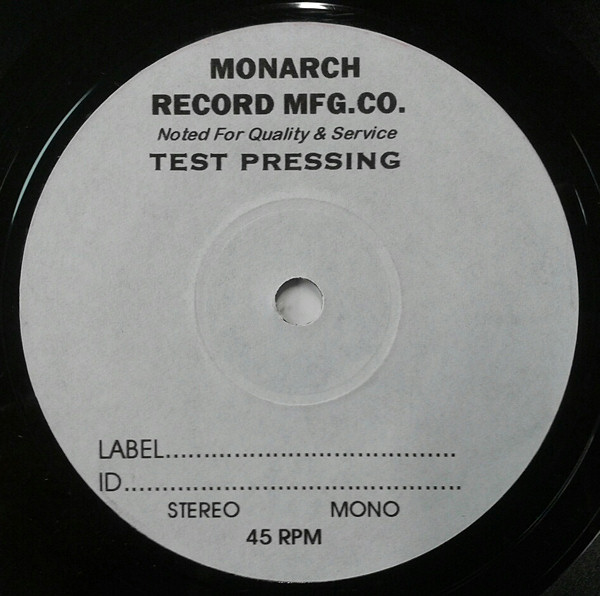 MONARCH
RECORD MFG.CO.
Noted For Quality & Service
TEST PRESSING
LABEL......................................
ID............................................
STEREO MONO
45 RPM